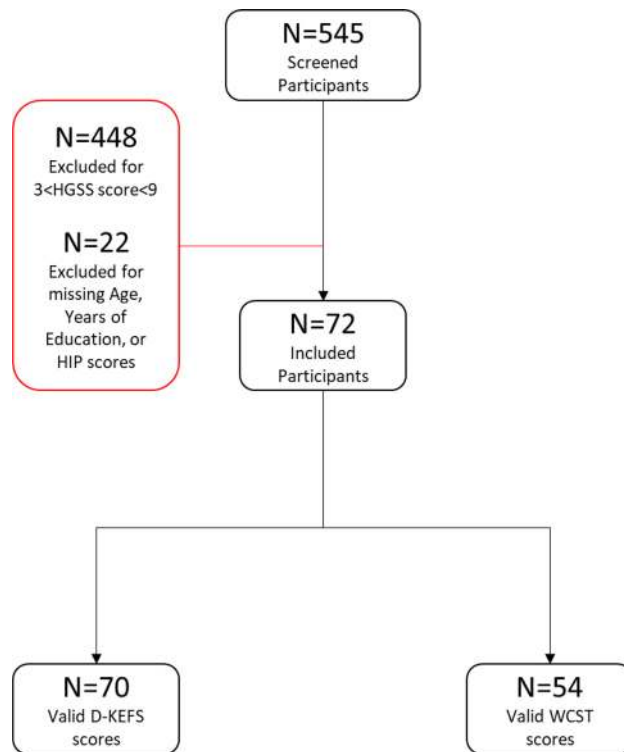 N=545
Screened
Participants
N=448
Excluded for
3<HGSS score<9
N=22
Excluded for
missing Age,
Years of
Education, or
HIP scores
N=72
Included
Participants
N=70
Valid D-KEFS
scores
N=54
Valid WCST
scores